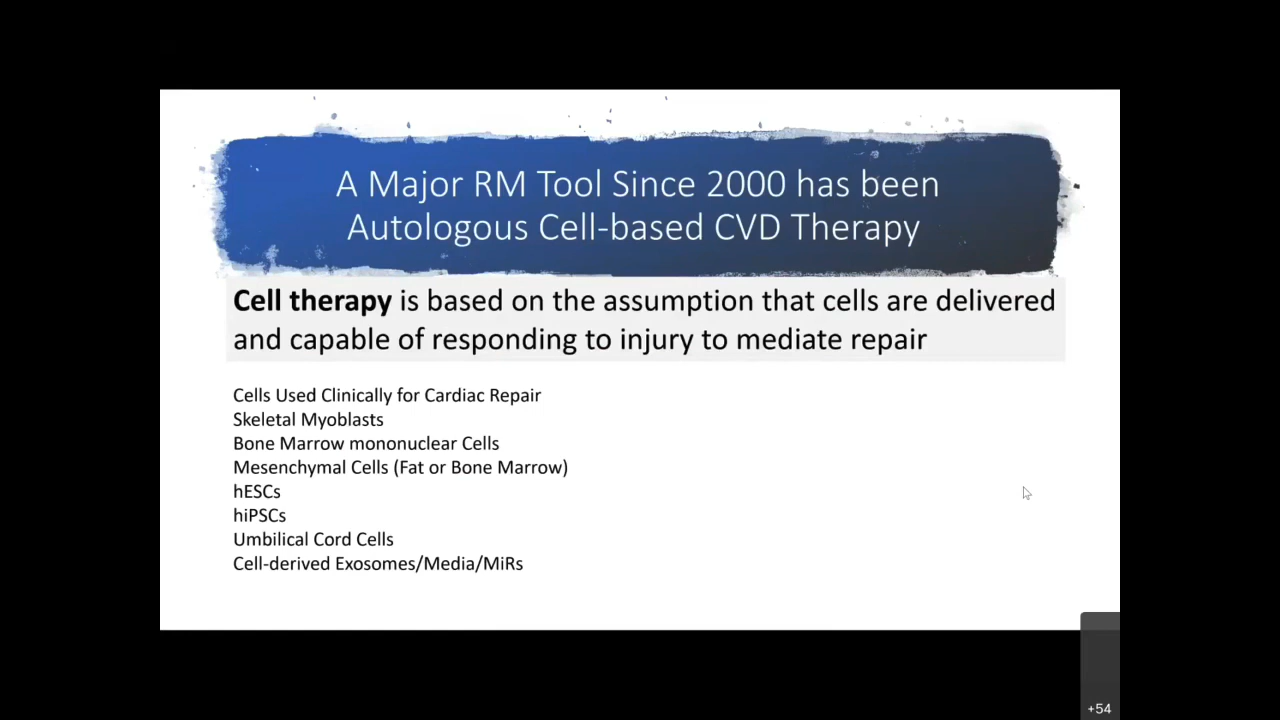 A Major RM Tool Since 2000 has been
Autologous Cell-based CVD Therapy
Cell therapy is based on the assumption that cells are delivered
and capable of responding to injury to mediate repair
Cells Used Clinically for Cardiac Repair
Skeletal Myoblasts
Bone Marrow mononuclear Cells
Mesenchymal Cells (Fat or Bone Marrow)
hESCs
hiPSCs
Umbilical Cord Cells
Cell-derived Exosomes/Media/MiRs
+54